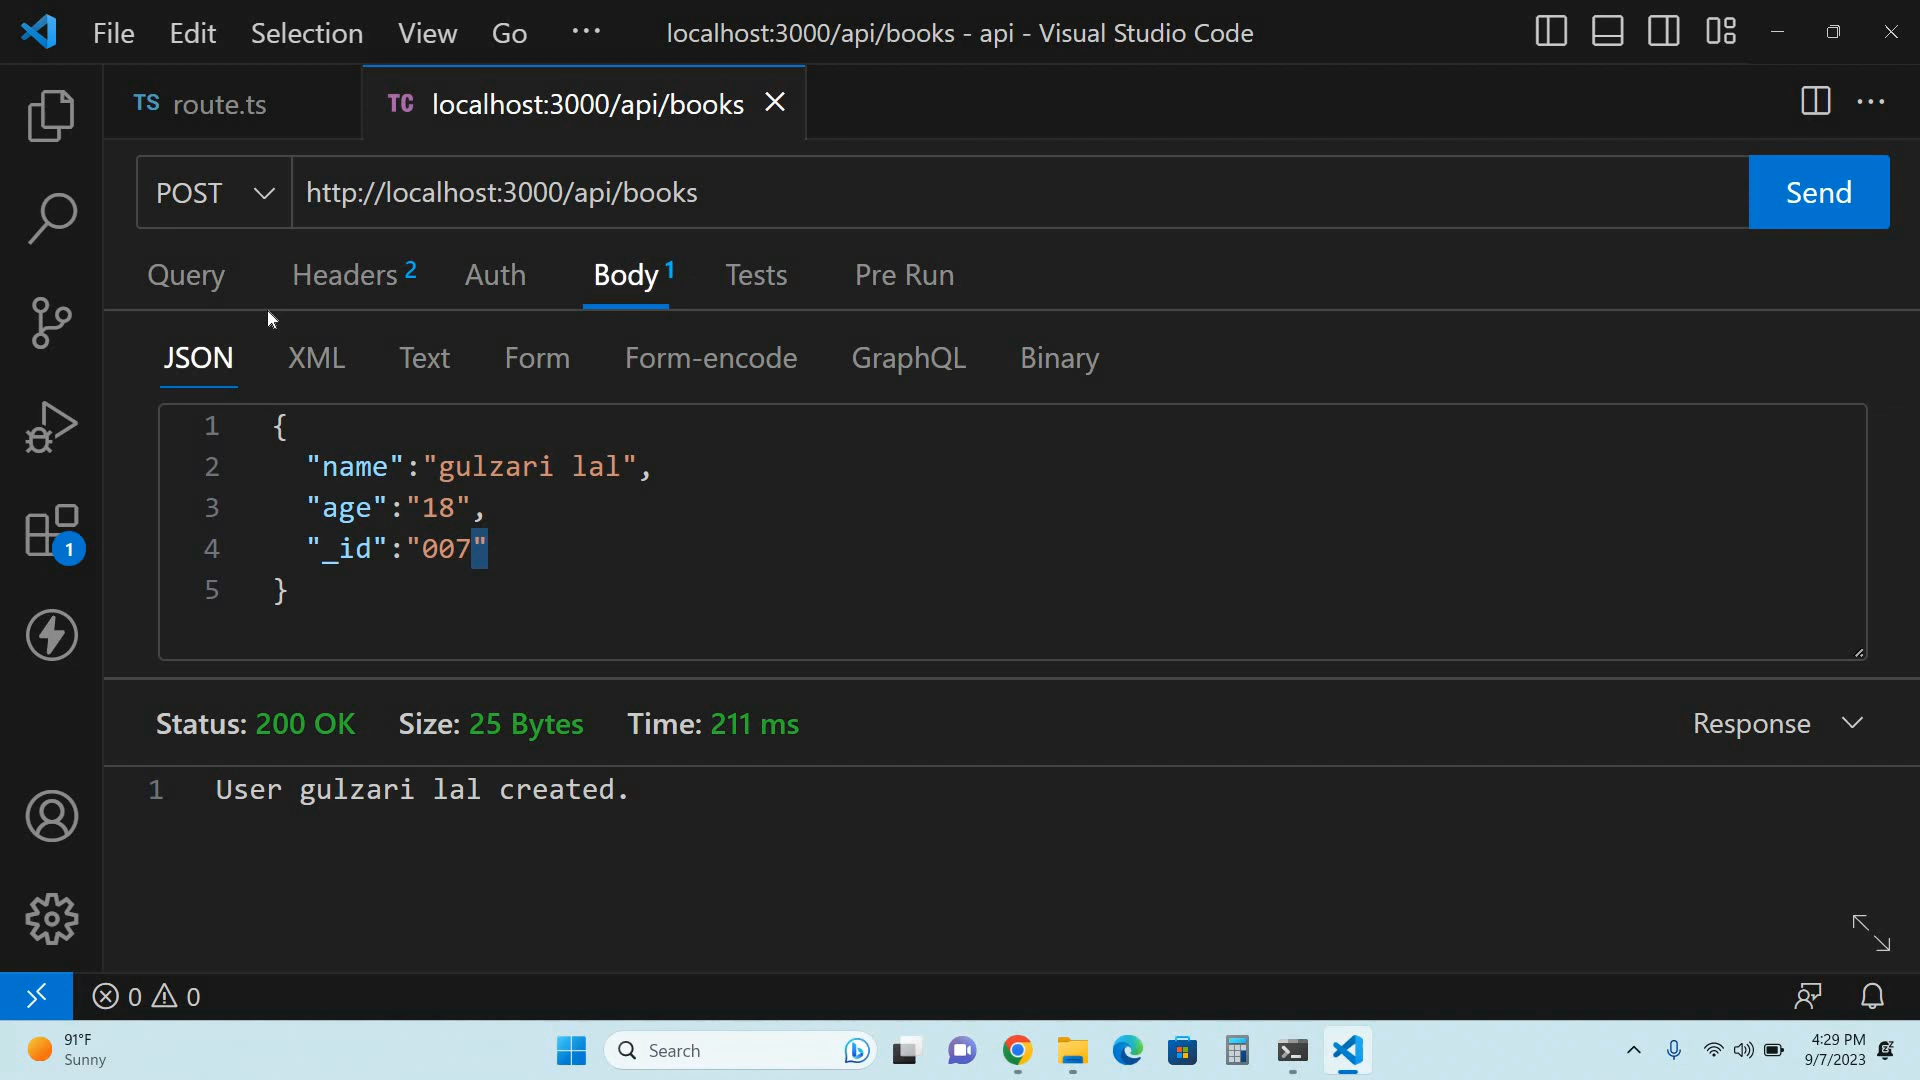 File Edit Selection View Go ··· localhost:3000/api/books - api - Visual Studio Code
TS route.ts TC localhost:3000/api/books
POST http://localhost:3000/api/books Send
Query Headers 2 Auth Body 1 Tests Pre Run
JSON XML Text Form Form-encode GraphQL Binary
1 {
2 "name":"gulzari lal",
3 "age":"18",
4 "_id":"007"
5 }
1
Status: 200 OK Size: 25 Bytes Time: 211 ms Response
1 User gulzari lal created.
0 0
91°F
Sunny
Search
4:29 PM
9/7/2023